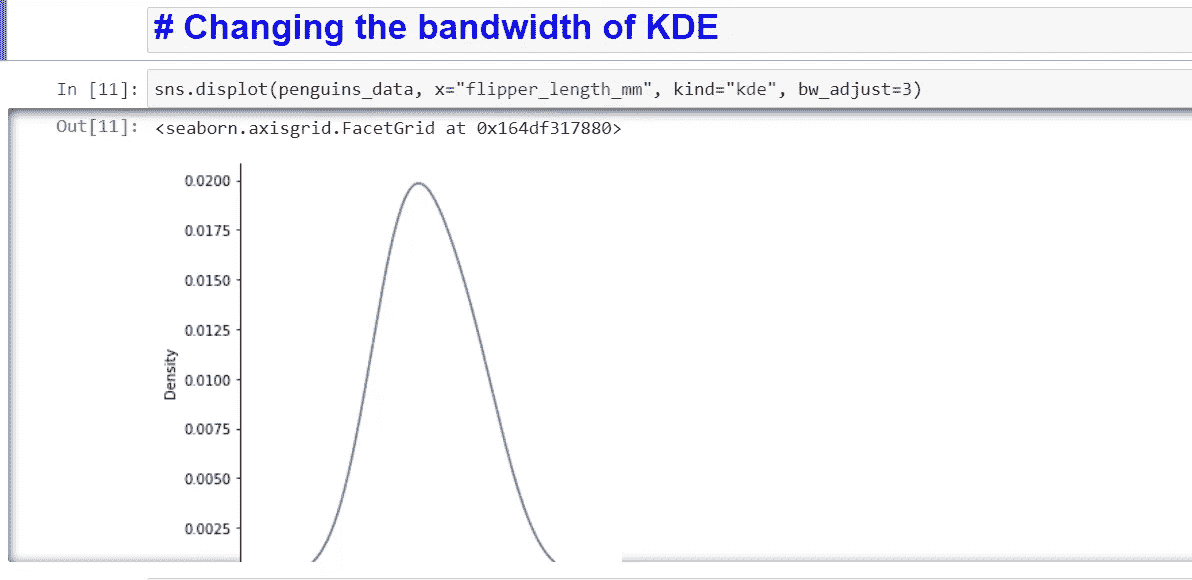 # Changing the bandwidth of KDE
In [11]: sns.displot(penguins_data, x="flipper_length_mm", kind="kde", bw_adjust=3)
Out[11]: <seaborn.axisgrid.FacetGrid at 0x164df317880>
0.0200
0.0175
0.0150
0.0125
Density
0.0100
0.0075
0.0050
0.0025